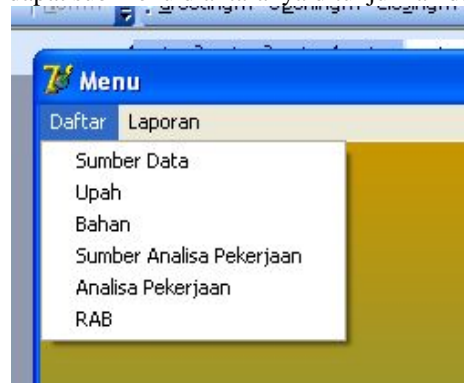 Menu
Daftar Laporan
Sumber Data
Upah
Bahan
Sumber Analisa Pekerjaan
Analisa Pekerjaan
RAB